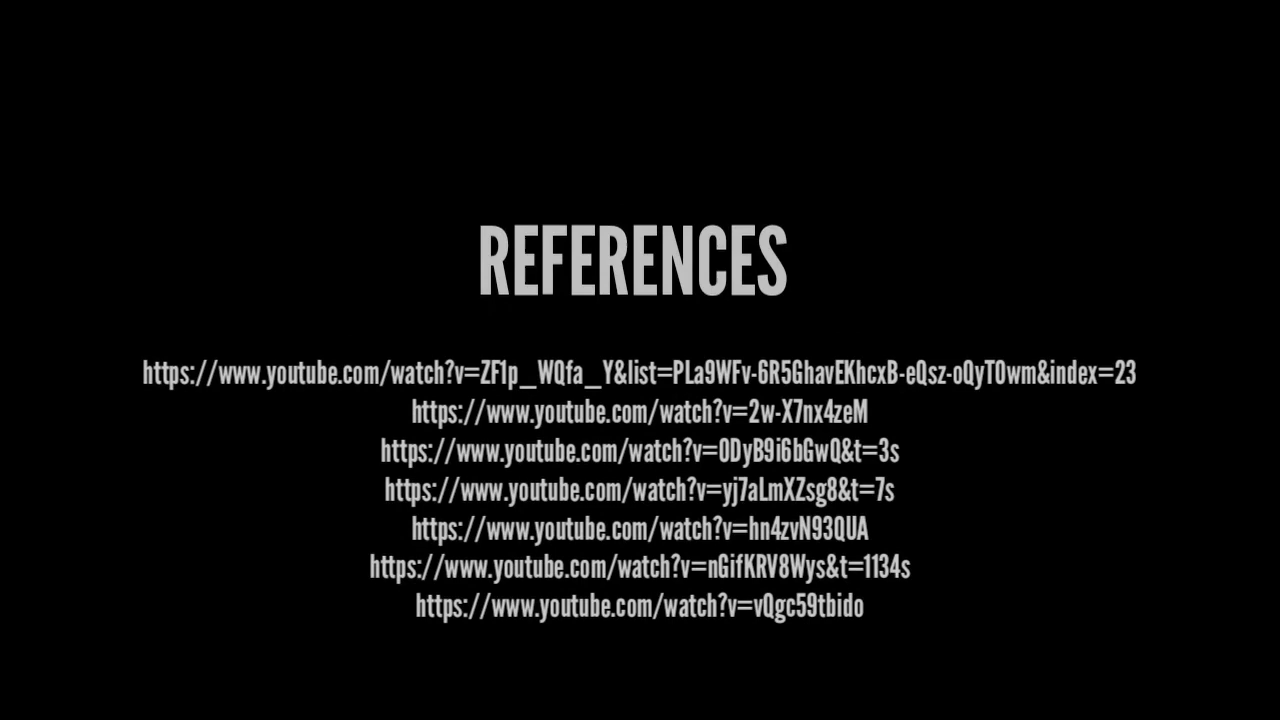 REFERENCES
https://www.youtube.com/watch?v=ZF1p_WQfa_Y&list=PLa9WFv-6R5GhavEKhcxB-eQsz-oQyTOwm&index=23
https://www.youtube.com/watch?v=2w-X7nx4zeM
https://www.youtube.com/watch?v=0DyB9i6bGwQ&t=3s
https://www.youtube.com/watch?v=yj7aLmXZsg8&t=7s
https://www.youtube.com/watch?v=hn4zvN93QUA
https://www.youtube.com/watch?v=nGifKRV8Wys&t=1134s
https://www.youtube.com/watch?v=vQgc59tbido